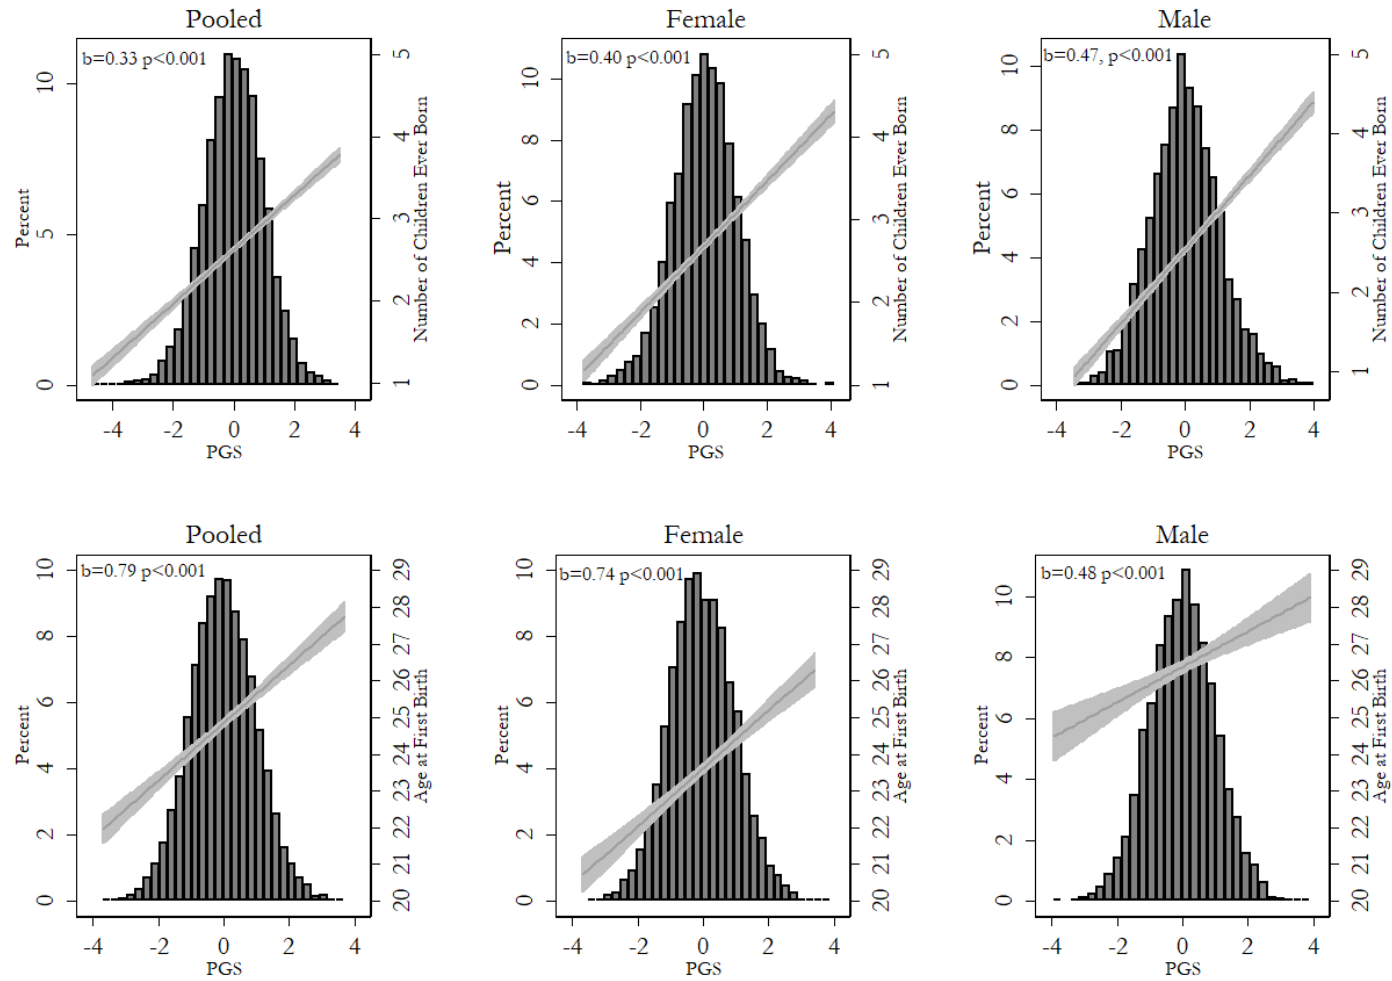 Pooled
b=0.33 p<0.001
10
5
0
Percent
5
4
3
2
1
Number of Children Ever Born
-4 -2 0 2 4
PGS
Female
b=0.40 p<0.001
10
8
6
4
2
0
Percent
5
4
3
2
1
Number of Children Ever Born
-4 -2 0 2 4
PGS
Male
b=0.47, p<0.001
10
8
6
4
2
0
Percent
5
4
3
2
1
Number of Children Ever Born
-4 -2 0 2 4
PGS
Pooled
b=0.79 p<0.001
10
8
6
4
2
0
Percent
29
28
27
26
25
24
23
22
21
20
Age at First Birth
-4 -2 0 2 4
PGS
Female
b=0.74 p<0.001
10
8
6
4
2
0
Percent
29
28
27
26
25
24
23
22
21
20
Age at First Birth
-4 -2 0 2 4
PGS
Male
b=0.48 p<0.001
10
8
6
4
2
0
Percent
29
28
27
26
25
24
23
22
21
20
Age at First Birth
-4 -2 0 2 4
PGS